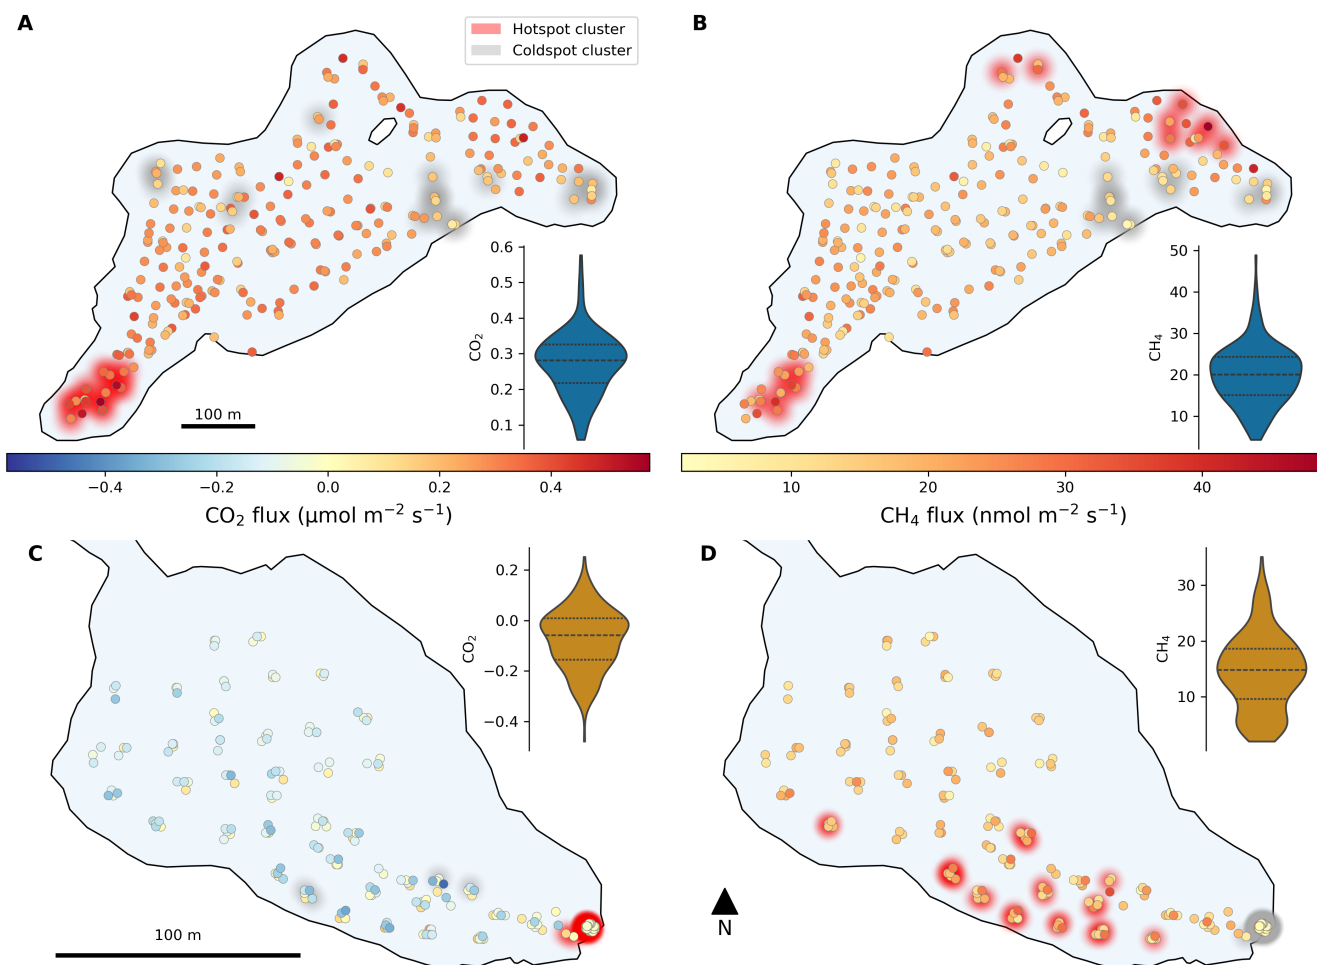 A
Hotspot cluster
Coldspot cluster
B
0.6
0.5
0.4
0.3
0.2
0.1
CO₂
100 m
50
40
30
20
10
CH₄
−0.4
−0.2
0.0
0.2
0.4
CO₂ flux (µmol m⁻² s⁻¹)
10
20
30
40
CH₄ flux (nmol m⁻² s⁻¹)
C
0.2
0.0
−0.2
−0.4
CO₂
100 m
D
30
20
10
CH₄
N